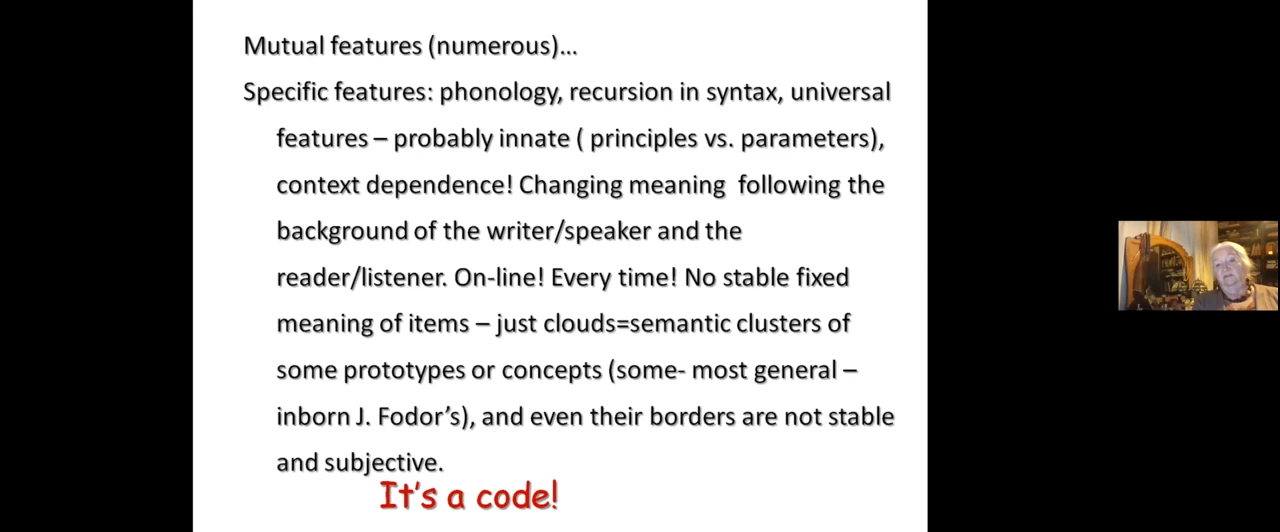 Mutual features (numerous)…
Specific features: phonology, recursion in syntax, universal
features – probably innate ( principles vs. parameters),
context dependence! Changing meaning  following the
background of the writer/speaker and the
reader/listener. On-line! Every time! No stable fixed
meaning of items – just clouds=semantic clusters of
some prototypes or concepts (some- most general –
inborn J. Fodor’s), and even their borders are not stable
and subjective.
It’s a code!